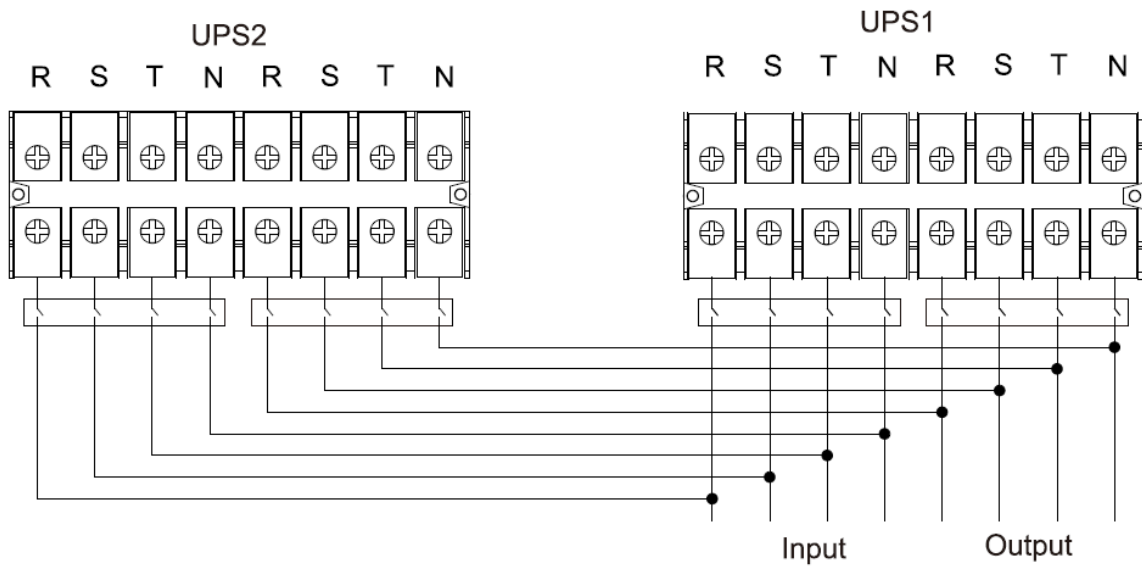 UPS2
R S T N R S T N
UPS1
R S T N R S T N
Input
Output